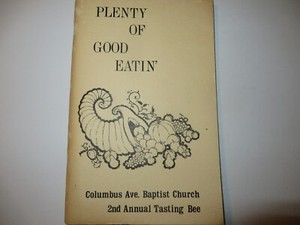 PLENTY
OF
GOOD
EATIN'
Columbus Ave. Baptist Church
2nd Annual Tasting Bee